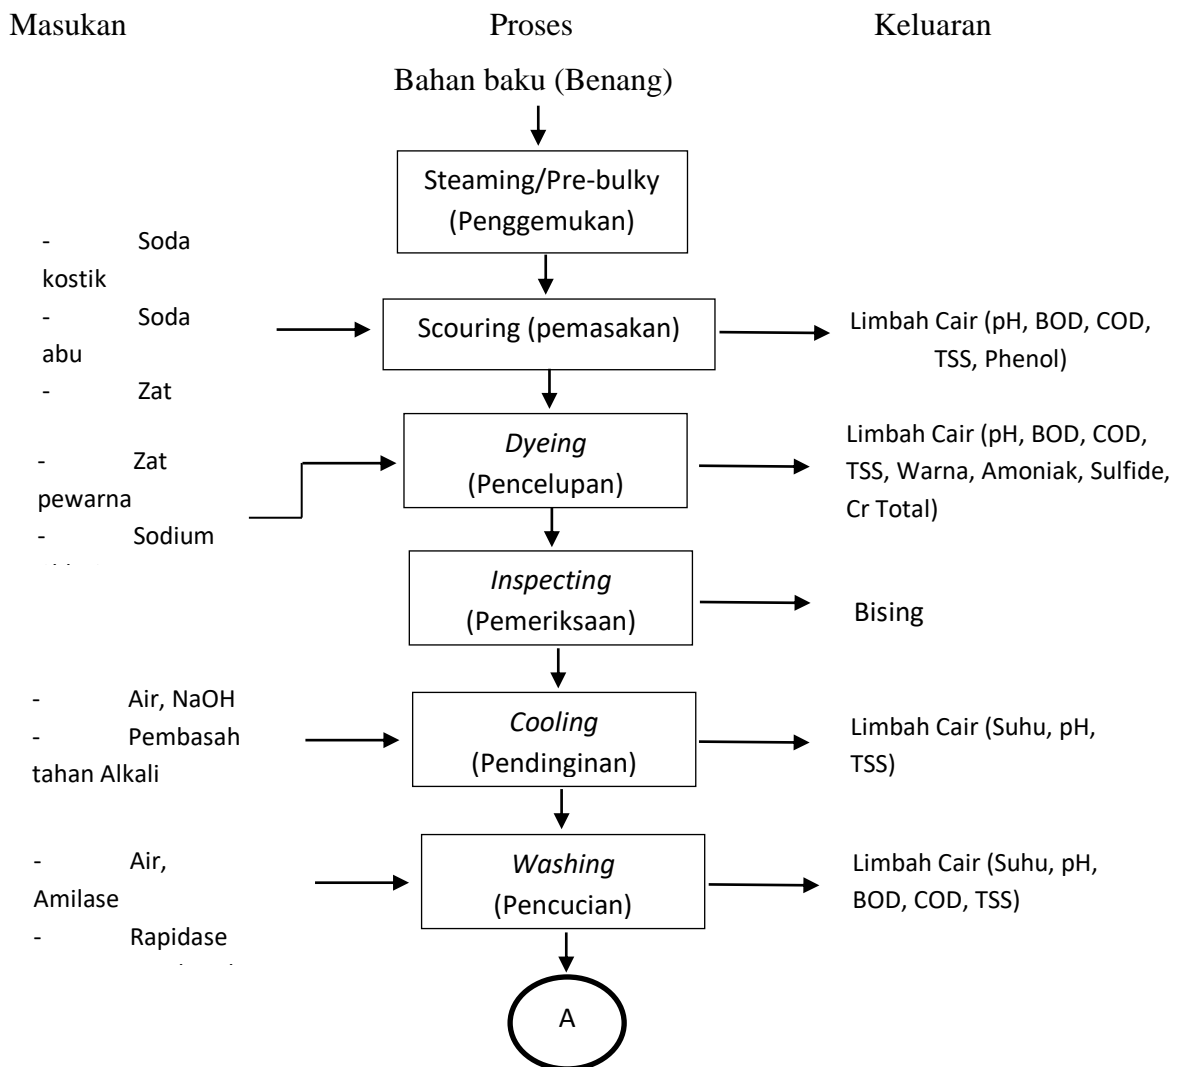 Masukan Proses Keluaran
Bahan baku (Benang)
Steaming/Pre-bulky
(Penggemukan)
- Soda
kostik
- Soda
abu
- Zat
Scouring (pemasakan)
Limbah Cair (pH, BOD, COD,
TSS, Phenol)
- Zat
pewarna
- Sodium
Dyeing
(Pencelupan)
Limbah Cair (pH, BOD, COD,
TSS, Warna, Amoniak, Sulfide,
Cr Total)
Inspecting
(Pemeriksaan)
Bising
- Air, NaOH
- Pembasah
tahan Alkali
Cooling
(Pendinginan)
Limbah Cair (Suhu, pH,
TSS)
- Air,
Amilase
- Rapidase
Washing
(Pencucian)
Limbah Cair (Suhu, pH,
BOD, COD, TSS)
A